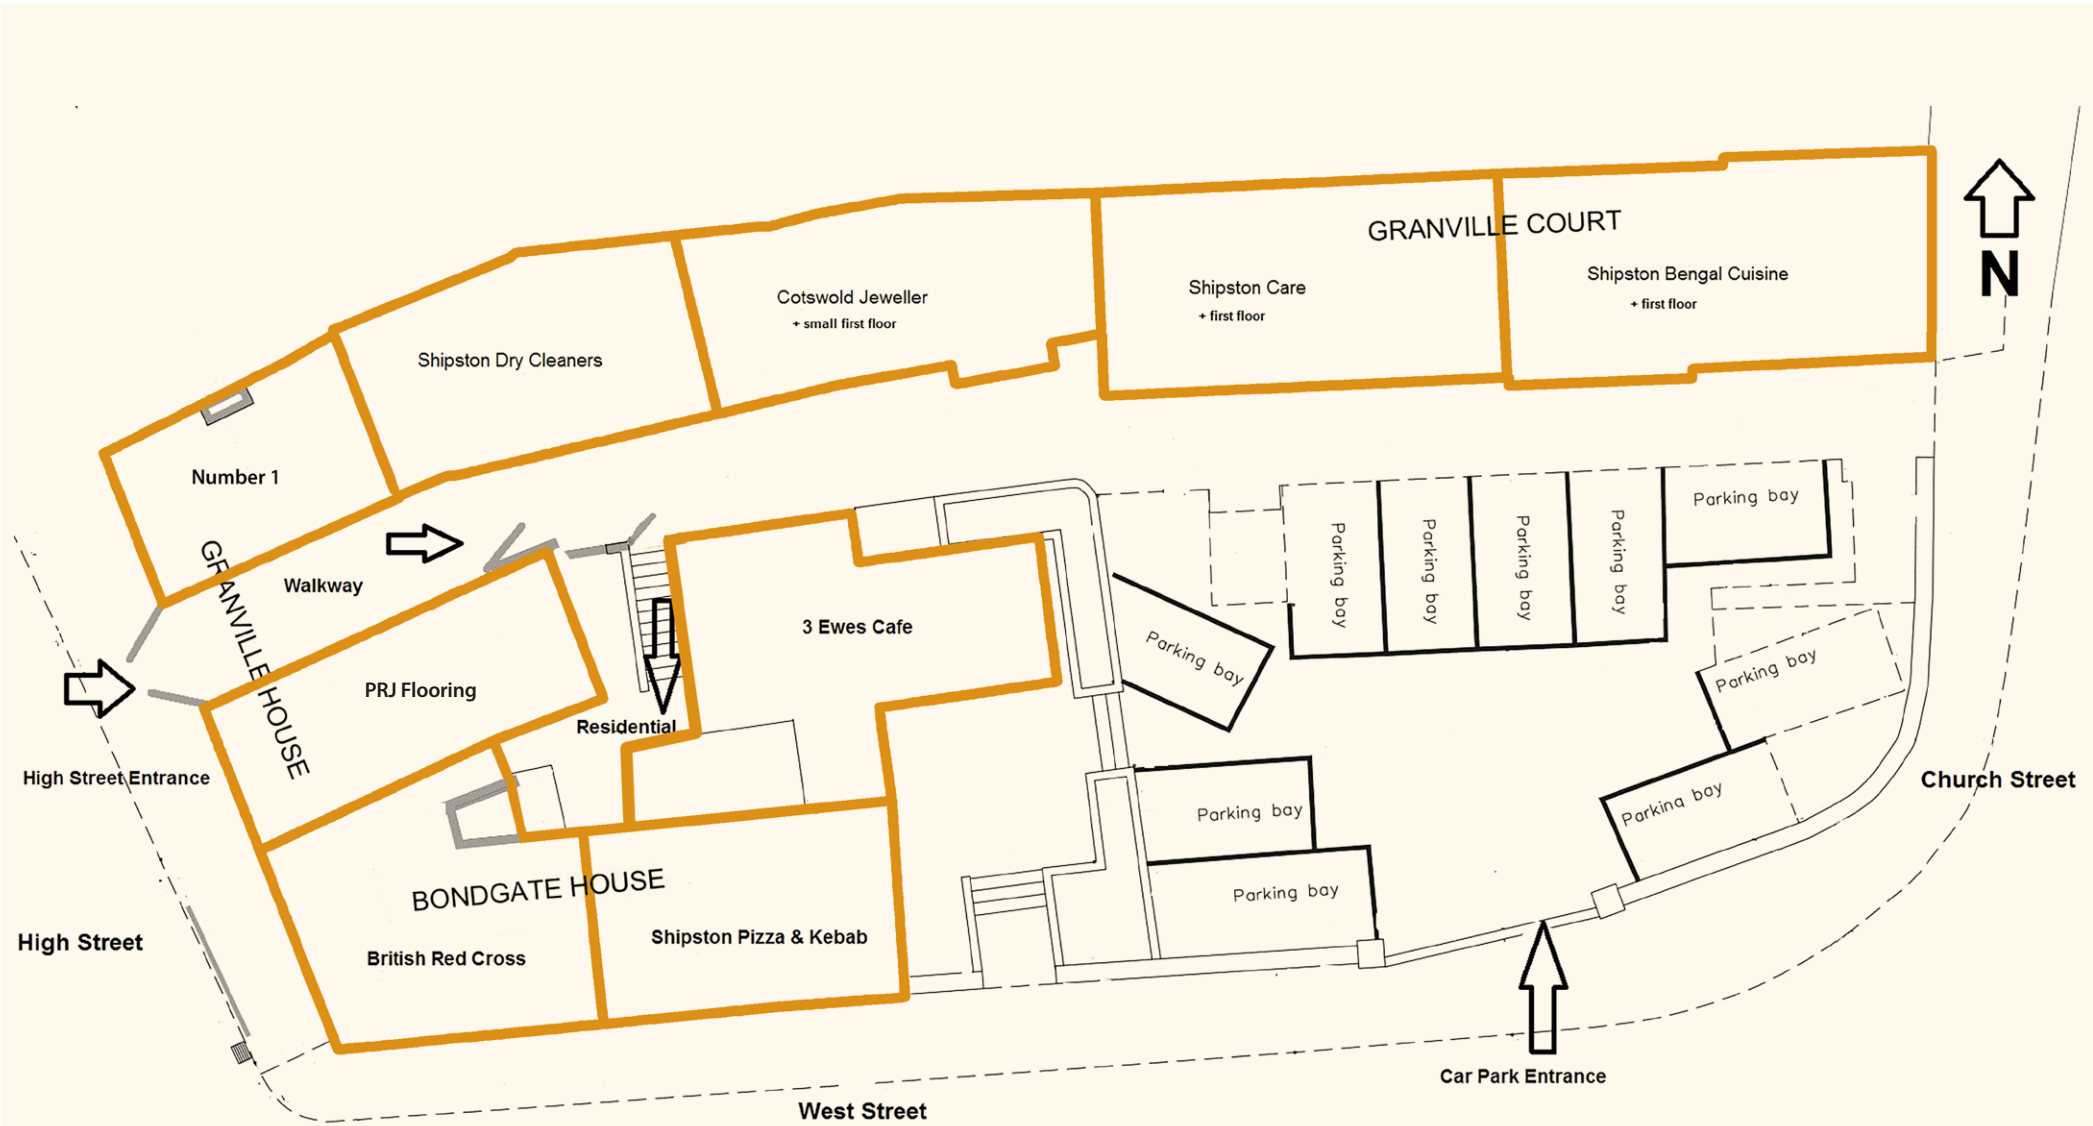 GRANVILLE COURT
Shipston Bengal Cuisine
+ first floor
Shipston Care
+ first floor
Cotswold Jeweller
+ small first floor
Shipston Dry Cleaners
Number 1
N
GRANVILLE HOUSE
Walkway
PRJ Flooring
3 Ewes Cafe
Residential
High Street Entrance
High Street
BONDGATE HOUSE
British Red Cross
Shipston Pizza & Kebab
Parking bay
Parking bay
Parking bay
Parking bay
Parking bay
Parking bay
Parking bay
Parking bay
Parking bay
Parking bay
Church Street
Car Park Entrance
West Street